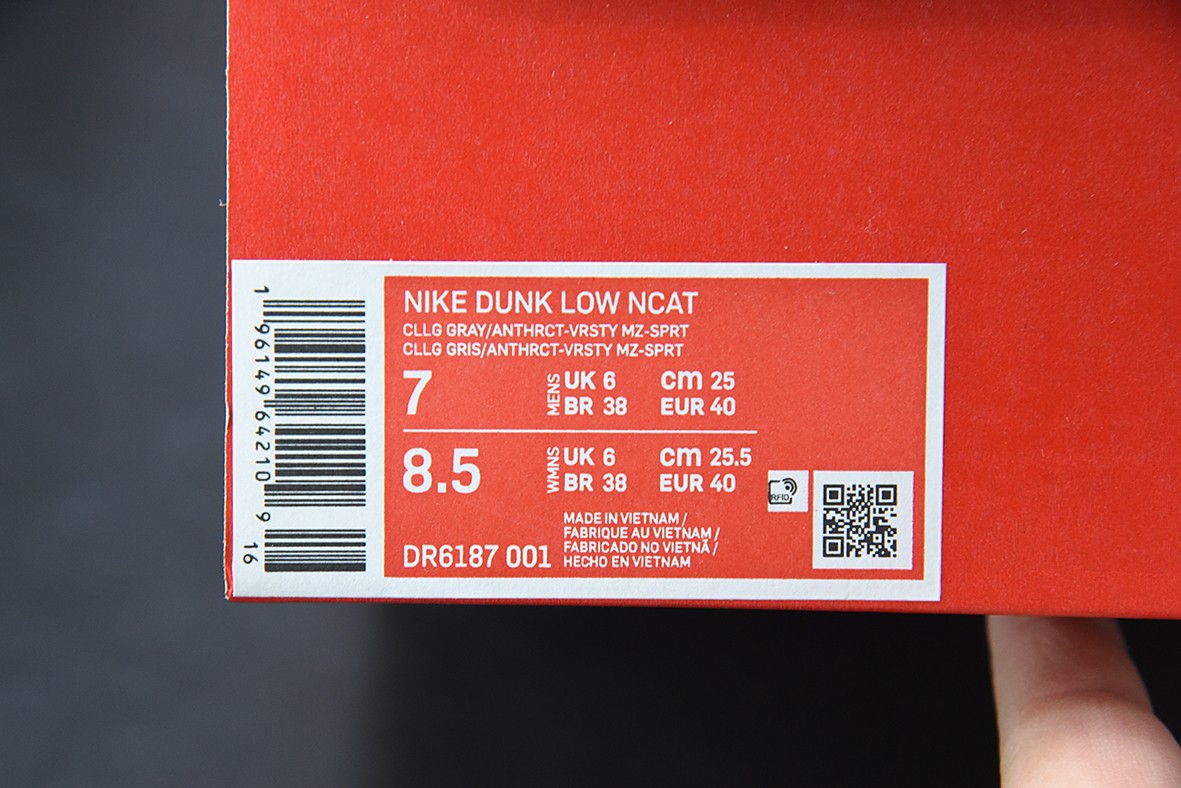 NIKE DUNK LOW NCAT
CLLG GRAY/ANTHRCT-VRSTY MZ-SPRT
CLLG GRIS/ANTHRCT-VRSTY MZ-SPRT
7 MENS UK 6 cm 25
BR 38 EUR 40
8.5 WMNS UK 6 cm 25.5
BR 38 EUR 40
RFID
MADE IN VIETNAM /
FABRIQUE AU VIETNAM /
FABRICADO NO VIETNÃ /
HECHO EN VIETNAM
DR6187 001
1 96149 64210 9 16